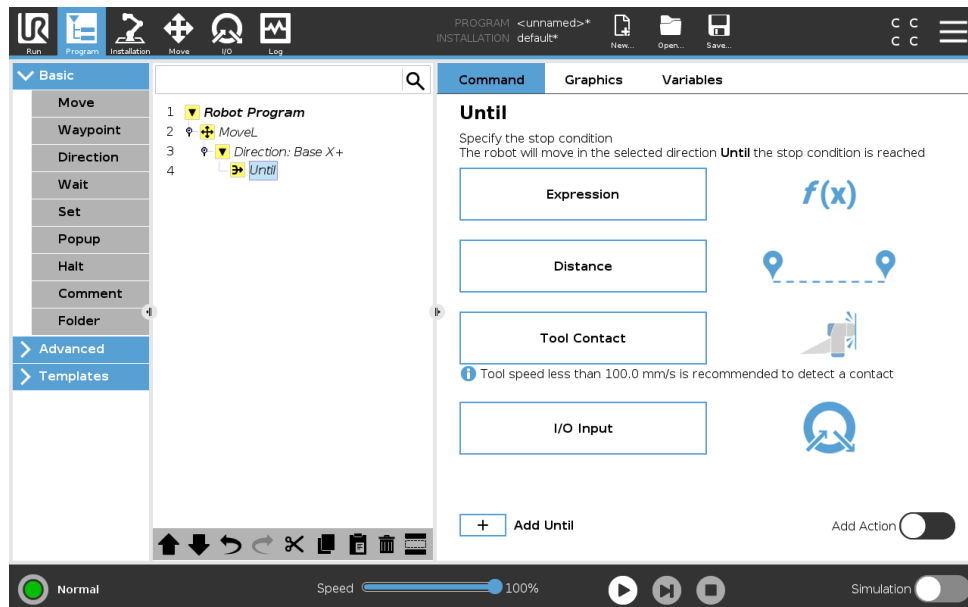 PROGRAM <unnamed>*
INSTALLATION default*
Run Program Installation Move I/O Log
New... Open... Save...
C C
C C
Basic
Move
Waypoint
Direction
Wait
Set
Popup
Halt
Comment
Folder
Advanced
Templates
1 Robot Program
2 MoveL
3 Direction: Base X+
4 Until
Command Graphics Variables
Until
Specify the stop condition
The robot will move in the selected direction Until the stop condition is reached
Expression
f(x)
Distance
Tool Contact
Tool speed less than 100.0 mm/s is recommended to detect a contact
I/O Input
+ Add Until
Add Action
Normal
Speed 100%
Simulation